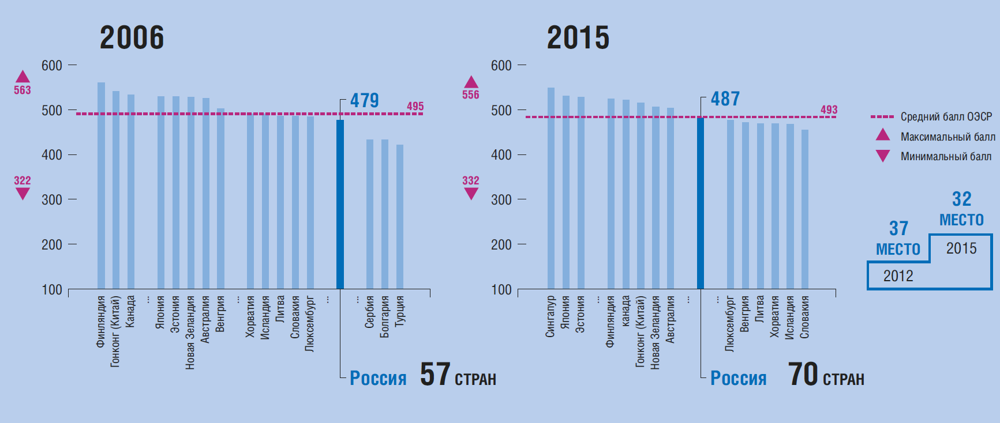 2006
600
500
400
300
200
100
563
322
479
495
Финляндия
Гонконг (Китай)
Канада
...
Япония
Эстония
Новая Зеландия
Австралия
Венгрия
...
Хорватия
Исландия
Литва
Словакия
Люксембург
...
...
Сербия
Болгария
Турция
Россия
57 СТРАН
2015
600
500
400
300
200
100
556
332
487
493
Сингапур
Япония
Эстония
...
Финляндия
канада
Гонконг (Китай)
Новая Зеландия
Австралия
...
...
Люксембург
Венгрия
Литва
Хорватия
Исландия
Словакия
Россия
70 СТРАН
Средний балл ОЭСР
Максимальный балл
Минимальный балл
32
МЕСТО
37
МЕСТО
2015
2012